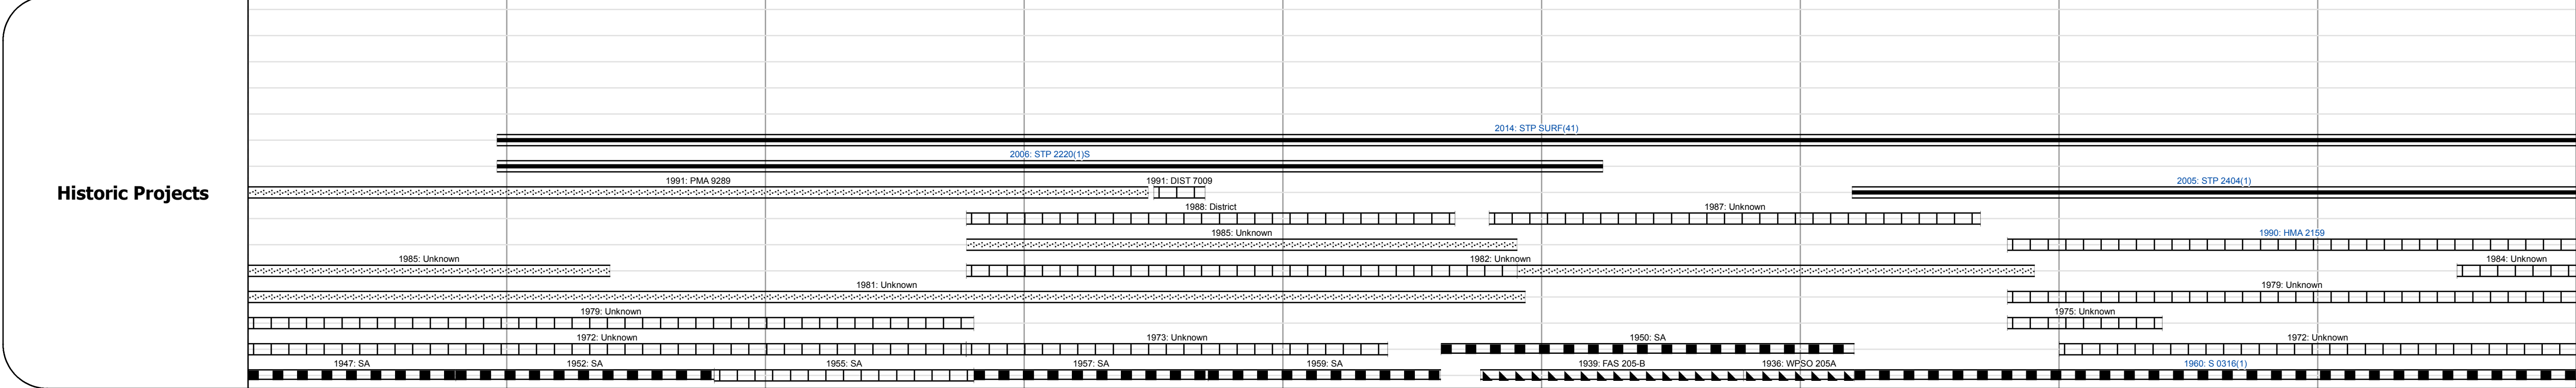 2014: STP SURF(41)
2006: STP 2220(1)S
1991: PMA 9289
1991: DIST 7009
2005: STP 2404(1)
Historic Projects
1988: District
1987: Unknown
1985: Unknown
1990: HMA 2159
1985: Unknown
1982: Unknown
1984: Unknown
1981: Unknown
1979: Unknown
1979: Unknown
1975: Unknown
1972: Unknown
1973: Unknown
1950: SA
1972: Unknown
1947: SA
1952: SA
1955: SA
1957: SA
1959: SA
1939: FAS 205-B
1936: WPSO 205A
1960: S 0316(1)